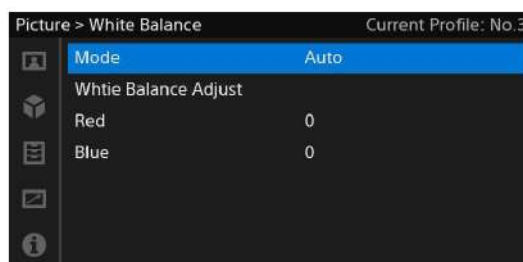 Picture > White Balance Current Profile: No.3
Mode Auto
Whtie Balance Adjust
Red 0
Blue 0